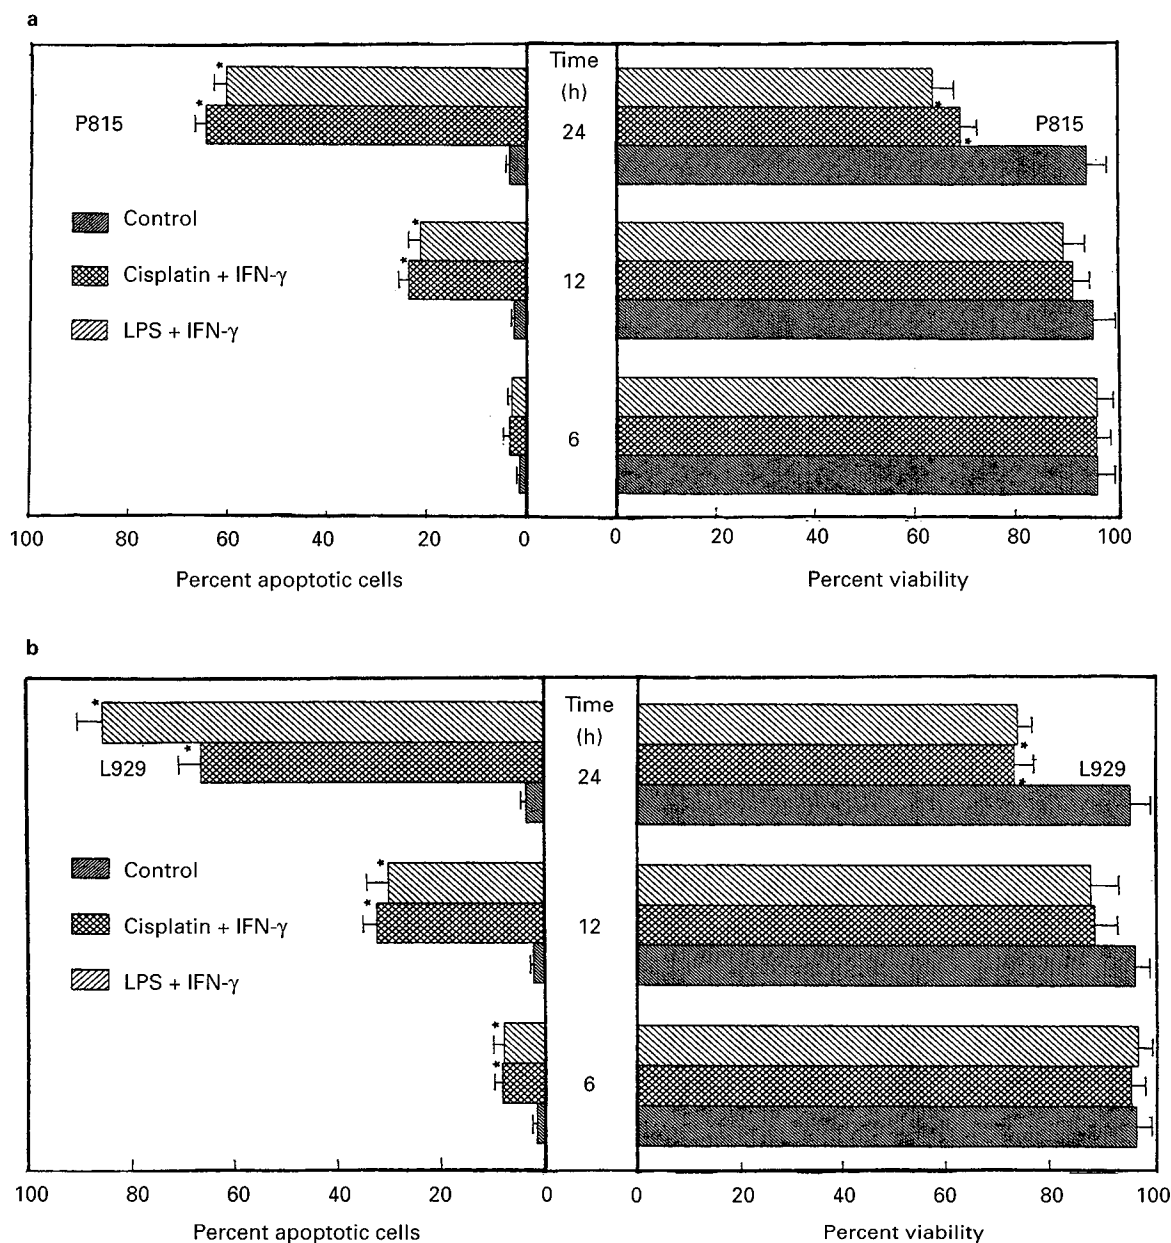 a
Time
(h)
P815
24
P815
Control
Cisplatin + IFN-γ
12
LPS + IFN-γ
6
100 80 60 40 20 0 0 20 40 60 80 100
Percent apoptotic cells Percent viability
b
Time
(h)
L929
24
L929
Control
Cisplatin + IFN-γ
12
LPS + IFN-γ
6
100 80 60 40 20 0 0 20 40 60 80 100
Percent apoptotic cells Percent viability